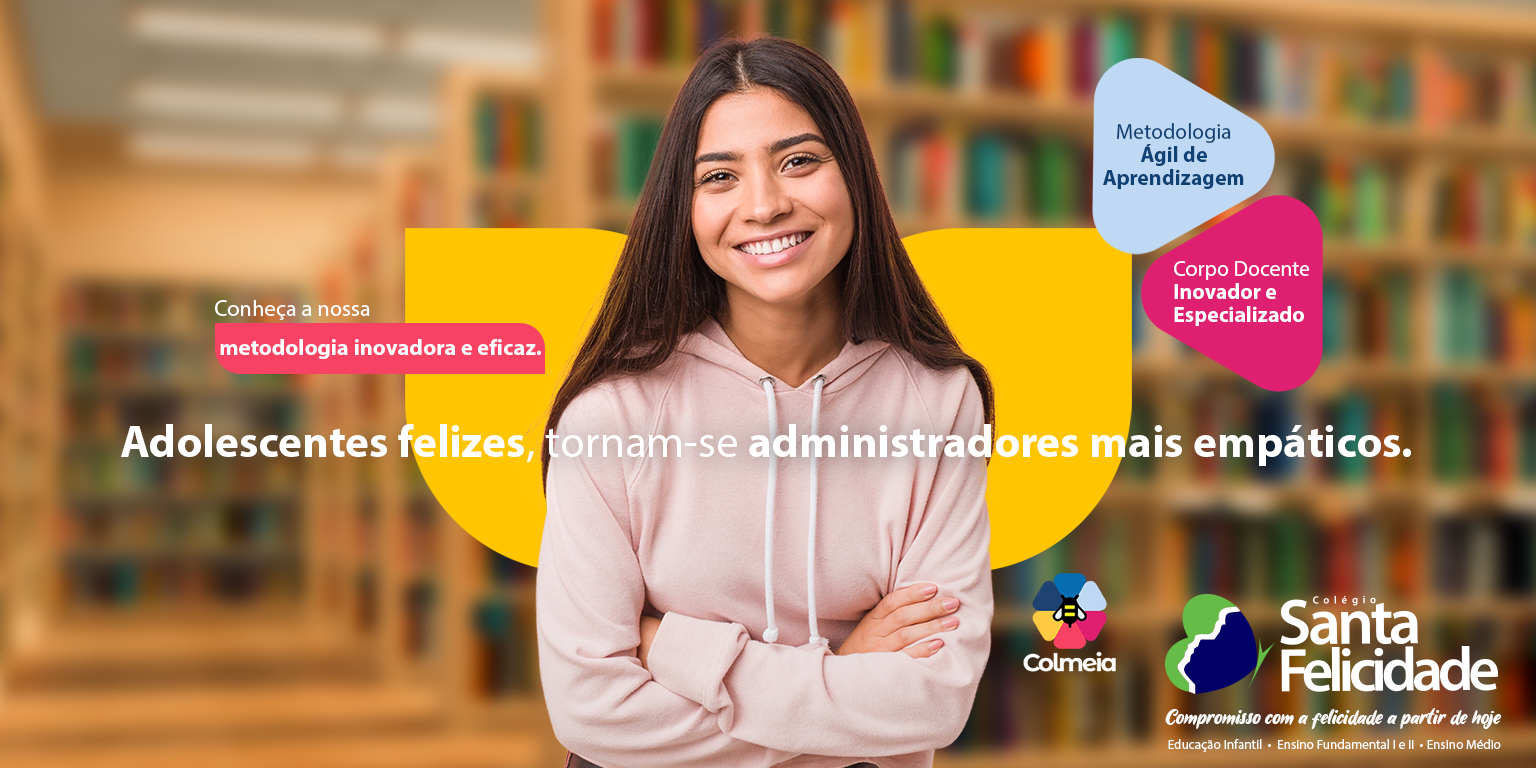 Metodologia
Ágil de
Aprendizagem
Corpo Docente
Inovador e
Especializado
Conheça a nossa
metodologia inovadora e eficaz.
Adolescentes felizes, tornam-se administradores mais empáticos.
Colmeia
Colégio
Santa
Felicidade
Compromisso com a felicidade a partir de hoje
Educação Infantil • Ensino Fundamental I e II • Ensino Médio